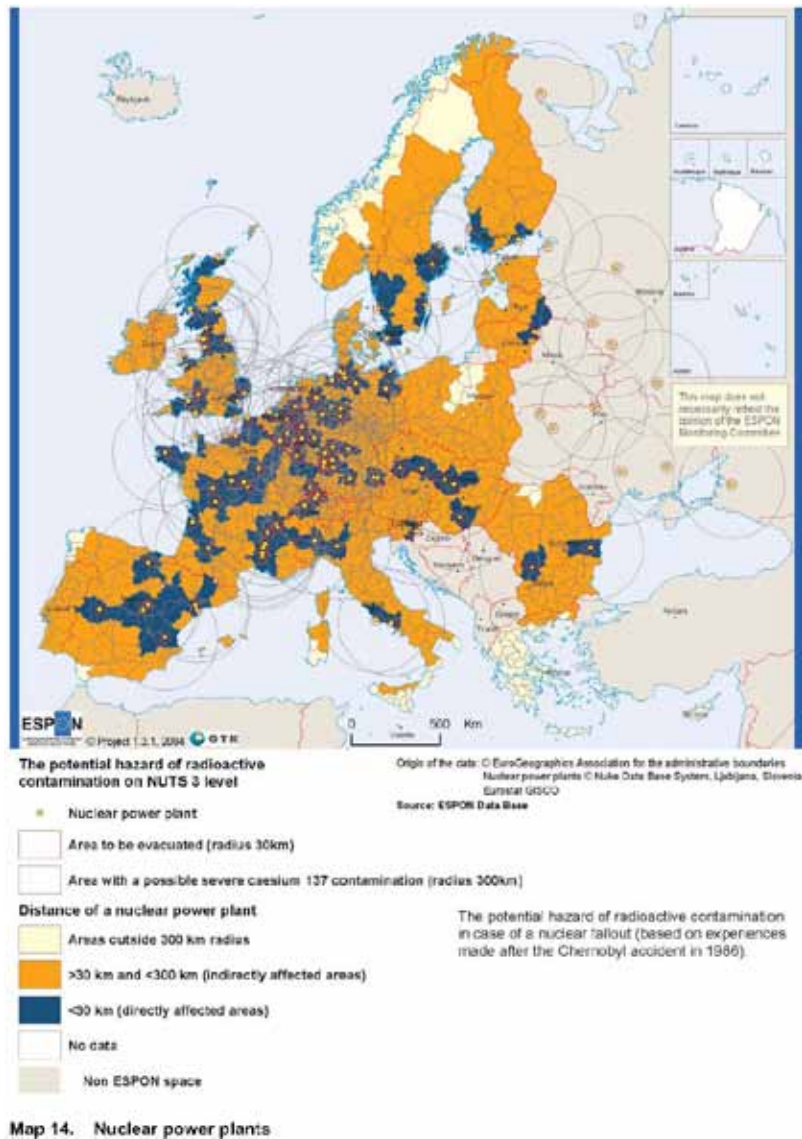 Reykjavik
This map does not
necessarily reflect the
opinion of the ESPON
Monitoring Committee
ESPON
© Project 1.3.1, 2004 GTK
0 500 Km
The potential hazard of radioactive
contamination on NUTS 3 level
Origin of the data: © EuroGeographics Association for the administrative boundaries
Nuclear power plants © Nuke Data Base System, Ljubljana, Slovenia
Eurostat GISCO
Source: ESPON Data Base
Nuclear power plant
Area to be evacuated (radius 30km)
Area with a possible severe caesium 137 contamination (radius 300km)
Distance of a nuclear power plant
Areas outside 300 km radius
>30 km and <300 km (indirectly affected areas)
<30 km (directly affected areas)
No data
Non ESPON space
The potential hazard of radioactive contamination
in case of a nuclear fallout (based on experiences
made after the Chernobyl accident in 1986).
Map 14. Nuclear power plants